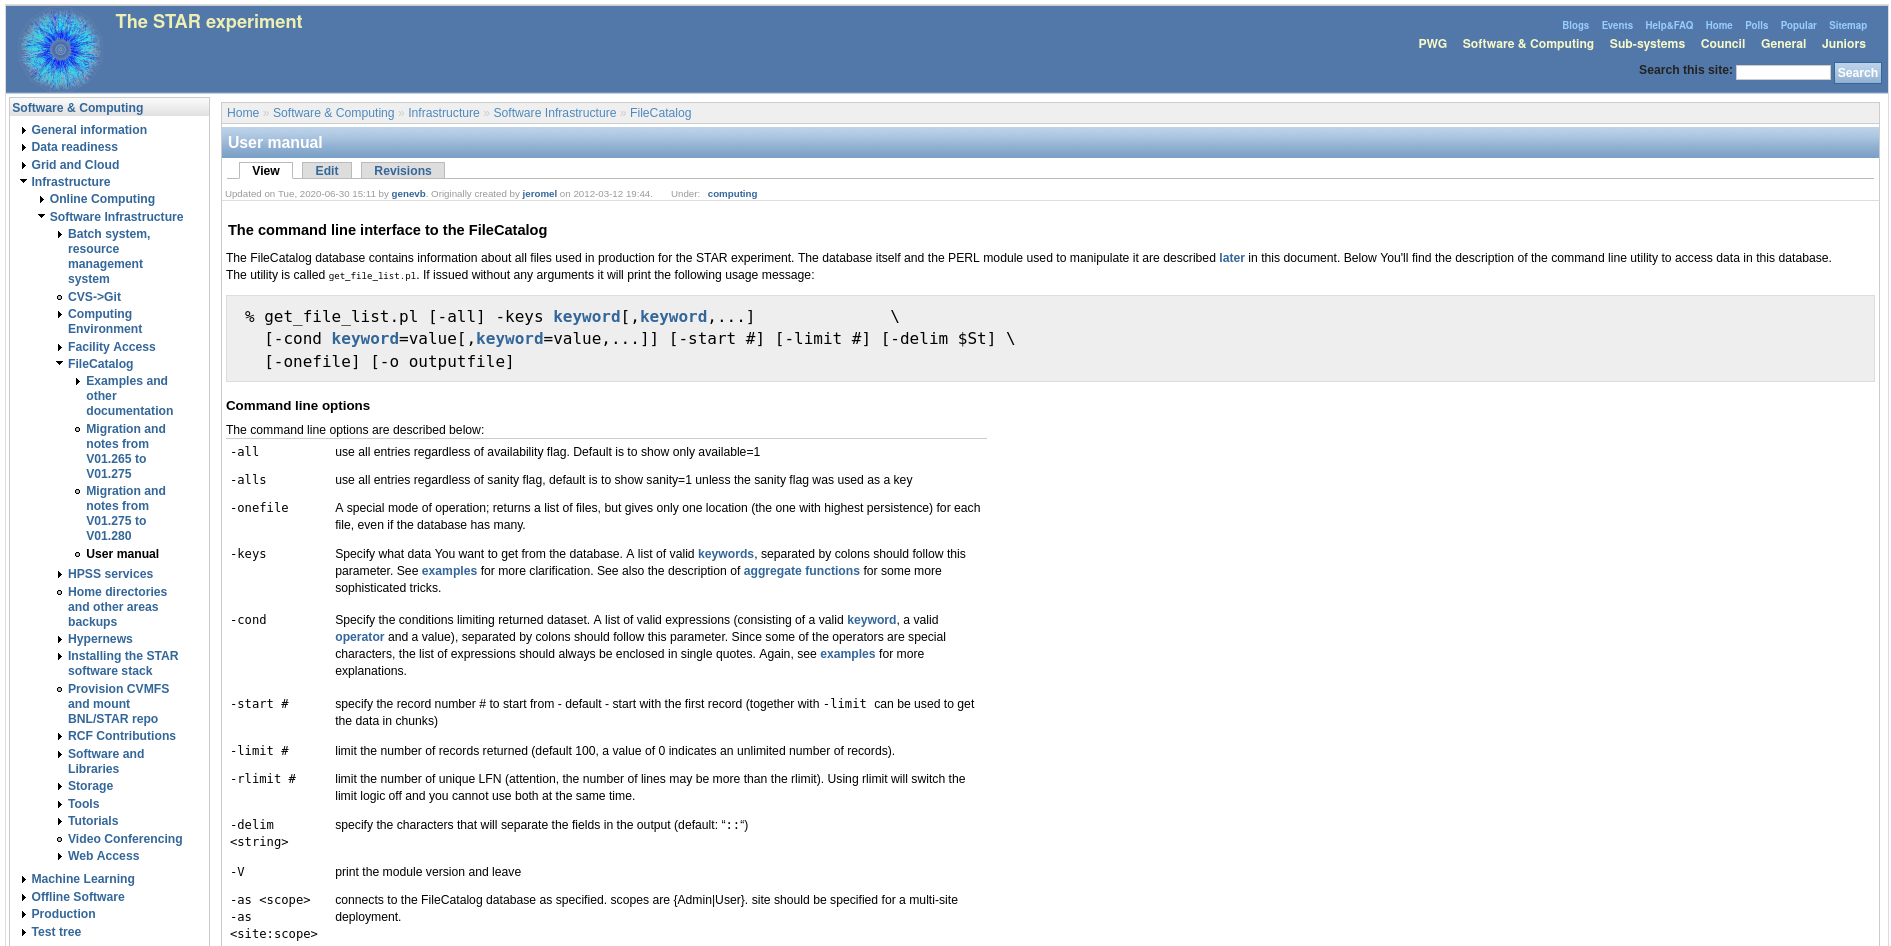 The STAR experiment
Blogs Events Help&FAQ Home Polls Popular Sitemap
PWG Software & Computing Sub-systems Council General Juniors
Search this site: Search
Software & Computing
General information
Data readiness
Grid and Cloud
Infrastructure
Online Computing
Software Infrastructure
Batch system,
resource
management
system
CVS->Git
Computing
Environment
Facility Access
FileCatalog
Examples and
other
documentation
Migration and
notes from
V01.265 to
V01.275
Migration and
notes from
V01.275 to
V01.280
User manual
HPSS services
Home directories
and other areas
backups
Hypernews
Installing the STAR
software stack
Provision CVMFS
and mount
BNL/STAR repo
RCF Contributions
Software and
Libraries
Storage
Tools
Tutorials
Video Conferencing
Web Access
Machine Learning
Offline Software
Production
Test tree
Home » Software & Computing » Infrastructure » Software Infrastructure » FileCatalog
User manual
View Edit Revisions
Updated on Tue, 2020-06-30 15:11 by genevb. Originally created by jeromel on 2012-03-12 19:44. Under: computing
The command line interface to the FileCatalog
The FileCatalog database contains information about all files used in production for the STAR experiment. The database itself and the PERL module used to manipulate it are described later in this document. Below You'll find the description of the command line utility to access data in this database.
The utility is called get_file_list.pl. If issued without any arguments it will print the following usage message:
% get_file_list.pl [-all] -keys keyword[,keyword,...] \
[-cond keyword=value[,keyword=value,...]] [-start #] [-limit #] [-delim $St] \
[-onefile] [-o outputfile]
Command line options
The command line options are described below:
-all use all entries regardless of availability flag. Default is to show only available=1
-alls use all entries regardless of sanity flag, default is to show sanity=1 unless the sanity flag was used as a key
-onefile A special mode of operation; returns a list of files, but gives only one location (the one with highest persistence) for each
file, even if the database has many.
-keys Specify what data You want to get from the database. A list of valid keywords, separated by colons should follow this
parameter. See examples for more clarification. See also the description of aggregate functions for some more
sophisticated tricks.
-cond Specify the conditions limiting returned dataset. A list of valid expressions (consisting of a valid keyword, a valid
operator and a value), separated by colons should follow this parameter. Since some of the operators are special
characters, the list of expressions should always be enclosed in single quotes. Again, see examples for more
explanations.
-start # specify the record number # to start from - default - start with the first record (together with -limit can be used to get
the data in chunks)
-limit # limit the number of records returned (default 100, a value of 0 indicates an unlimited number of records).
-rlimit # limit the number of unique LFN (attention, the number of lines may be more than the rlimit). Using rlimit will switch the
limit logic off and you cannot use both at the same time.
-delim specify the characters that will separate the fields in the output (default: “::“)
<string>
-V print the module version and leave
-as <scope> connects to the FileCatalog database as specified. scopes are {Admin|User}. site should be specified for a multi-site
-as deployment.
<site:scope>